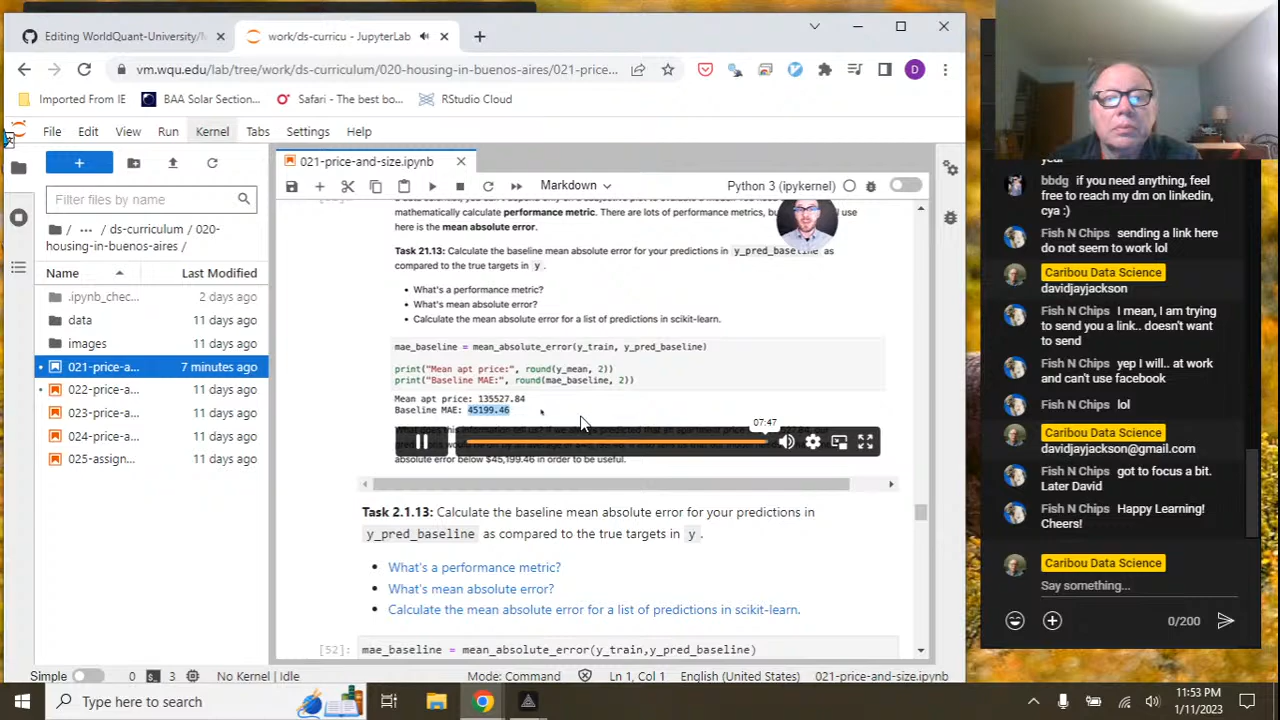 Editing WorldQuant-University/
work/ds-curricu - JupyterLab
vm.wqu.edu/lab/tree/work/ds-curriculum/020-housing-in-buenos-aires/021-price...
D
Imported From IE
BAA Solar Section...
Safari - The best bo...
RStudio Cloud
File Edit View Run Kernel Tabs Settings Help
021-price-and-size.ipynb
Markdown
Python 3 (ipykernel)
Filter files by name
/ ··· / ds-curriculum / 020-
housing-in-buenos-aires /
Name Last Modified
.ipynb_chec... 2 days ago
data 11 days ago
images 11 days ago
021-price-a... 7 minutes ago
022-price-a... 11 days ago
023-price-a... 11 days ago
024-price-a... 11 days ago
025-assign... 11 days ago
mathematically calculate performance metric. There are lots of performance metrics, use
here is the mean absolute error.
Task 21.13: Calculate the baseline mean absolute error for your predictions in y_pred_baseline as
compared to the true targets in y .
• What's a performance metric?
• What's mean absolute error?
• Calculate the mean absolute error for a list of predictions in scikit-learn.
mae_baseline = mean_absolute_error(y_train, y_pred_baseline)
print("Mean apt price:", round(y_mean, 2))
print("Baseline MAE:", round(mae_baseline, 2))
Mean apt price: 135527.84
Baseline MAE: 45199.46
07:47
absolute error below $45,199.46 in order to be useful.
Task 2.1.13: Calculate the baseline mean absolute error for your predictions in
y_pred_baseline as compared to the true targets in y .
• What's a performance metric?
• What's mean absolute error?
• Calculate the mean absolute error for a list of predictions in scikit-learn.
[52]: mae_baseline = mean_absolute_error(y_train,y_pred_baseline)
Simple 0 3 No Kernel | Idle Mode: Command Ln 1, Col 1 English (United States) 021-price-and-size.ipynb
bbdg if you need anything, feel
free to reach my dm on linkedin,
cya :)
Fish N Chips sending a link here
do not seem to work lol
Caribou Data Science
davidjayjackson
Fish N Chips I mean, I am trying
to send you a link.. doesn't want
to send
Fish N Chips yep I will.. at work
and can't use facebook
Fish N Chips lol
Caribou Data Science
davidjayjackson@gmail.com
Fish N Chips got to focus a bit.
Later David
Fish N Chips Happy Learning!
Cheers!
Caribou Data Science
Say something...
0/200
Type here to search
11:53 PM
1/11/2023